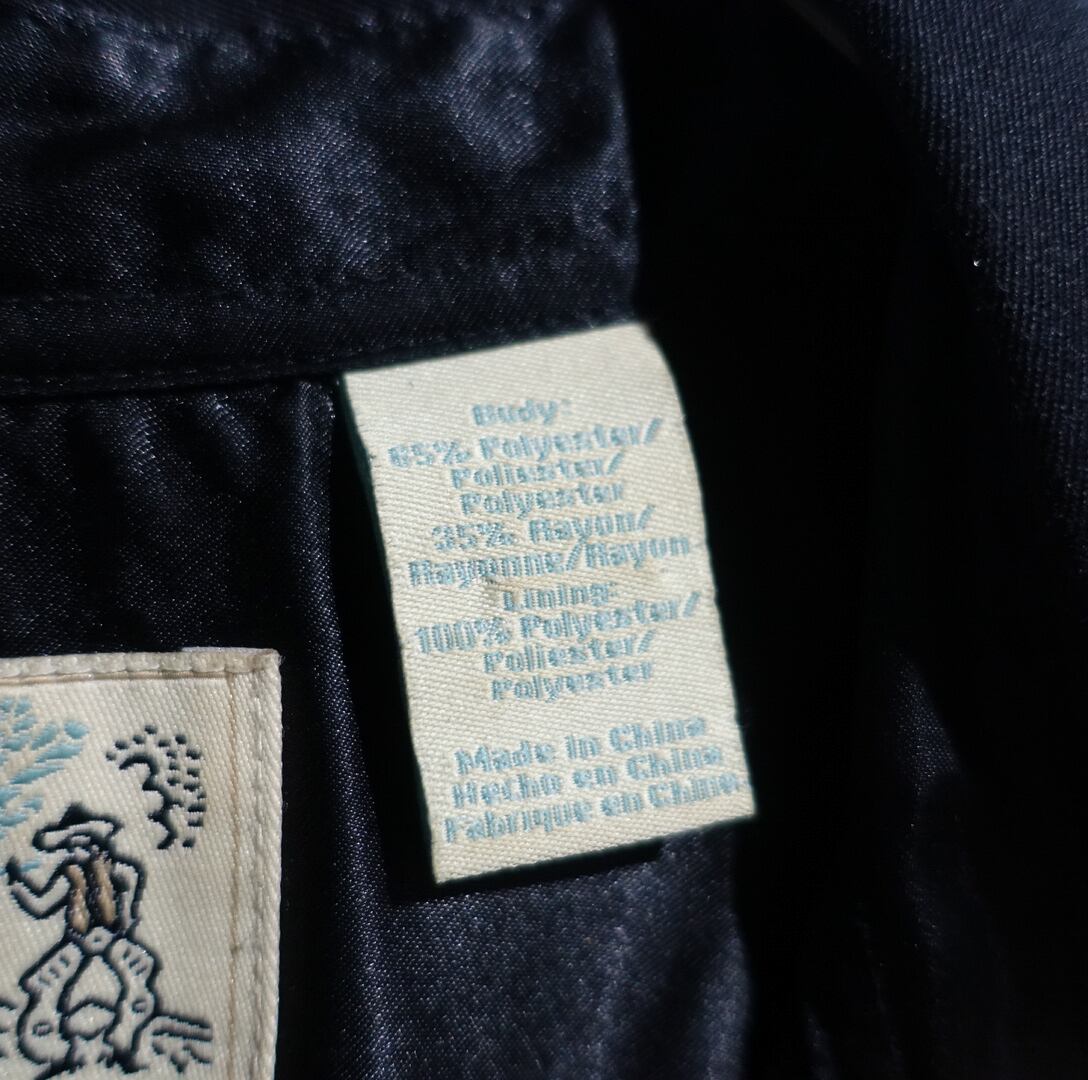 Body:
65% Polyester/
Poliester/
Polyester
35% Rayon/
Rayonne/Rayon
Lining:
100% Polyester/
Poliester/
Polyester
Made in China
Hecho en China
Fabrique en Chine